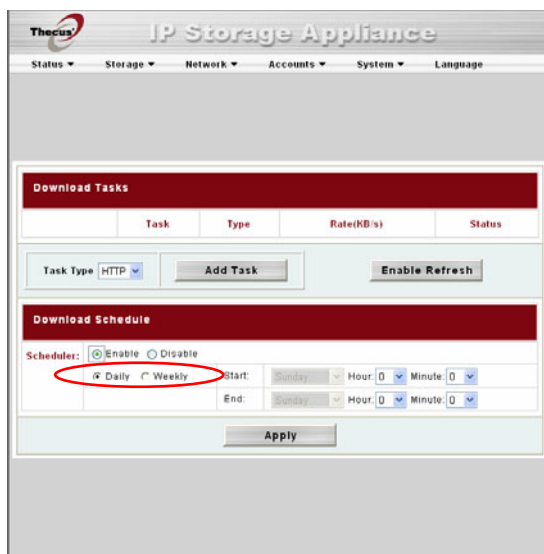 Thecus IP Storage Appliance
Status Storage Network Accounts System Language
Download Tasks
Task Type Rate(KB/s) Status
Task Type HTTP Add Task Enable Refresh
Download Schedule
Scheduler: Enable Disable
Daily Weekly Start: Sunday Hour: 0 Minute: 0
End: Sunday Hour: 0 Minute: 0
Apply